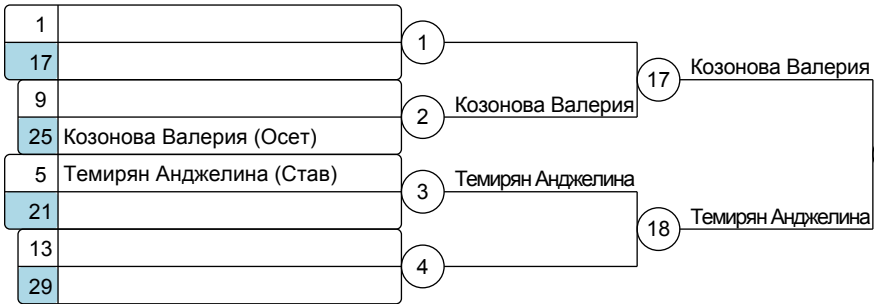 1
17
1
9
25 Козонова Валерия (Осет)
2
Козонова Валерия
17
Козонова Валерия
5 Темирян Анджелина (Став)
21
3
Темирян Анджелина
13
29
4
18
Темирян Анджелина